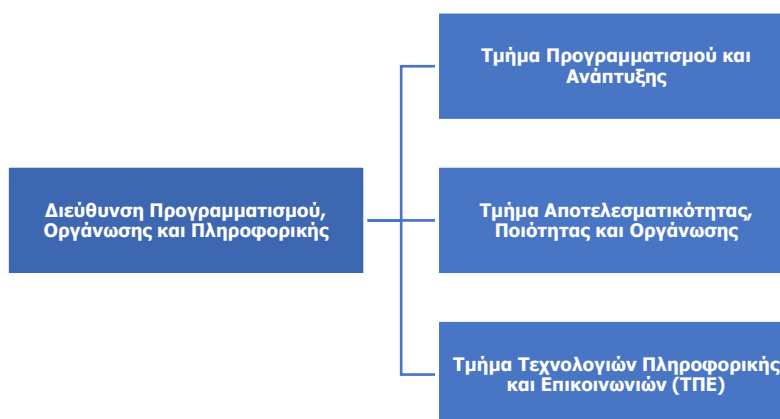 Τμήμα Προγραμματισμού και
Ανάπτυξης
Διεύθυνση Προγραμματισμού,
Οργάνωσης και Πληροφορικής
Τμήμα Αποτελεσματικότητας,
Ποιότητας και Οργάνωσης
Τμήμα Τεχνολογιών Πληροφορικής
και Επικοινωνιών (ΤΠΕ)